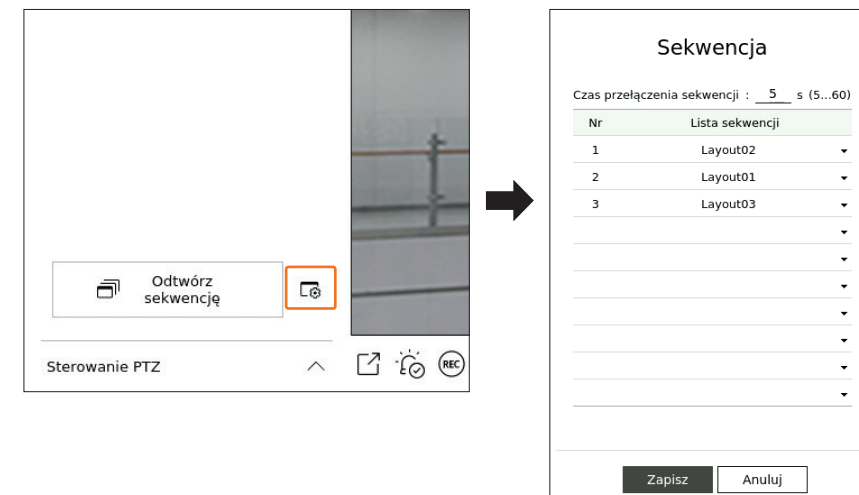 Odtwórz
sekwencję
Sterowanie PTZ
REC
Sekwencja
Czas przełączenia sekwencji : 5 s (5...60)
Nr Lista sekwencji
1 Layout02
2 Layout01
3 Layout03
Zapisz Anuluj